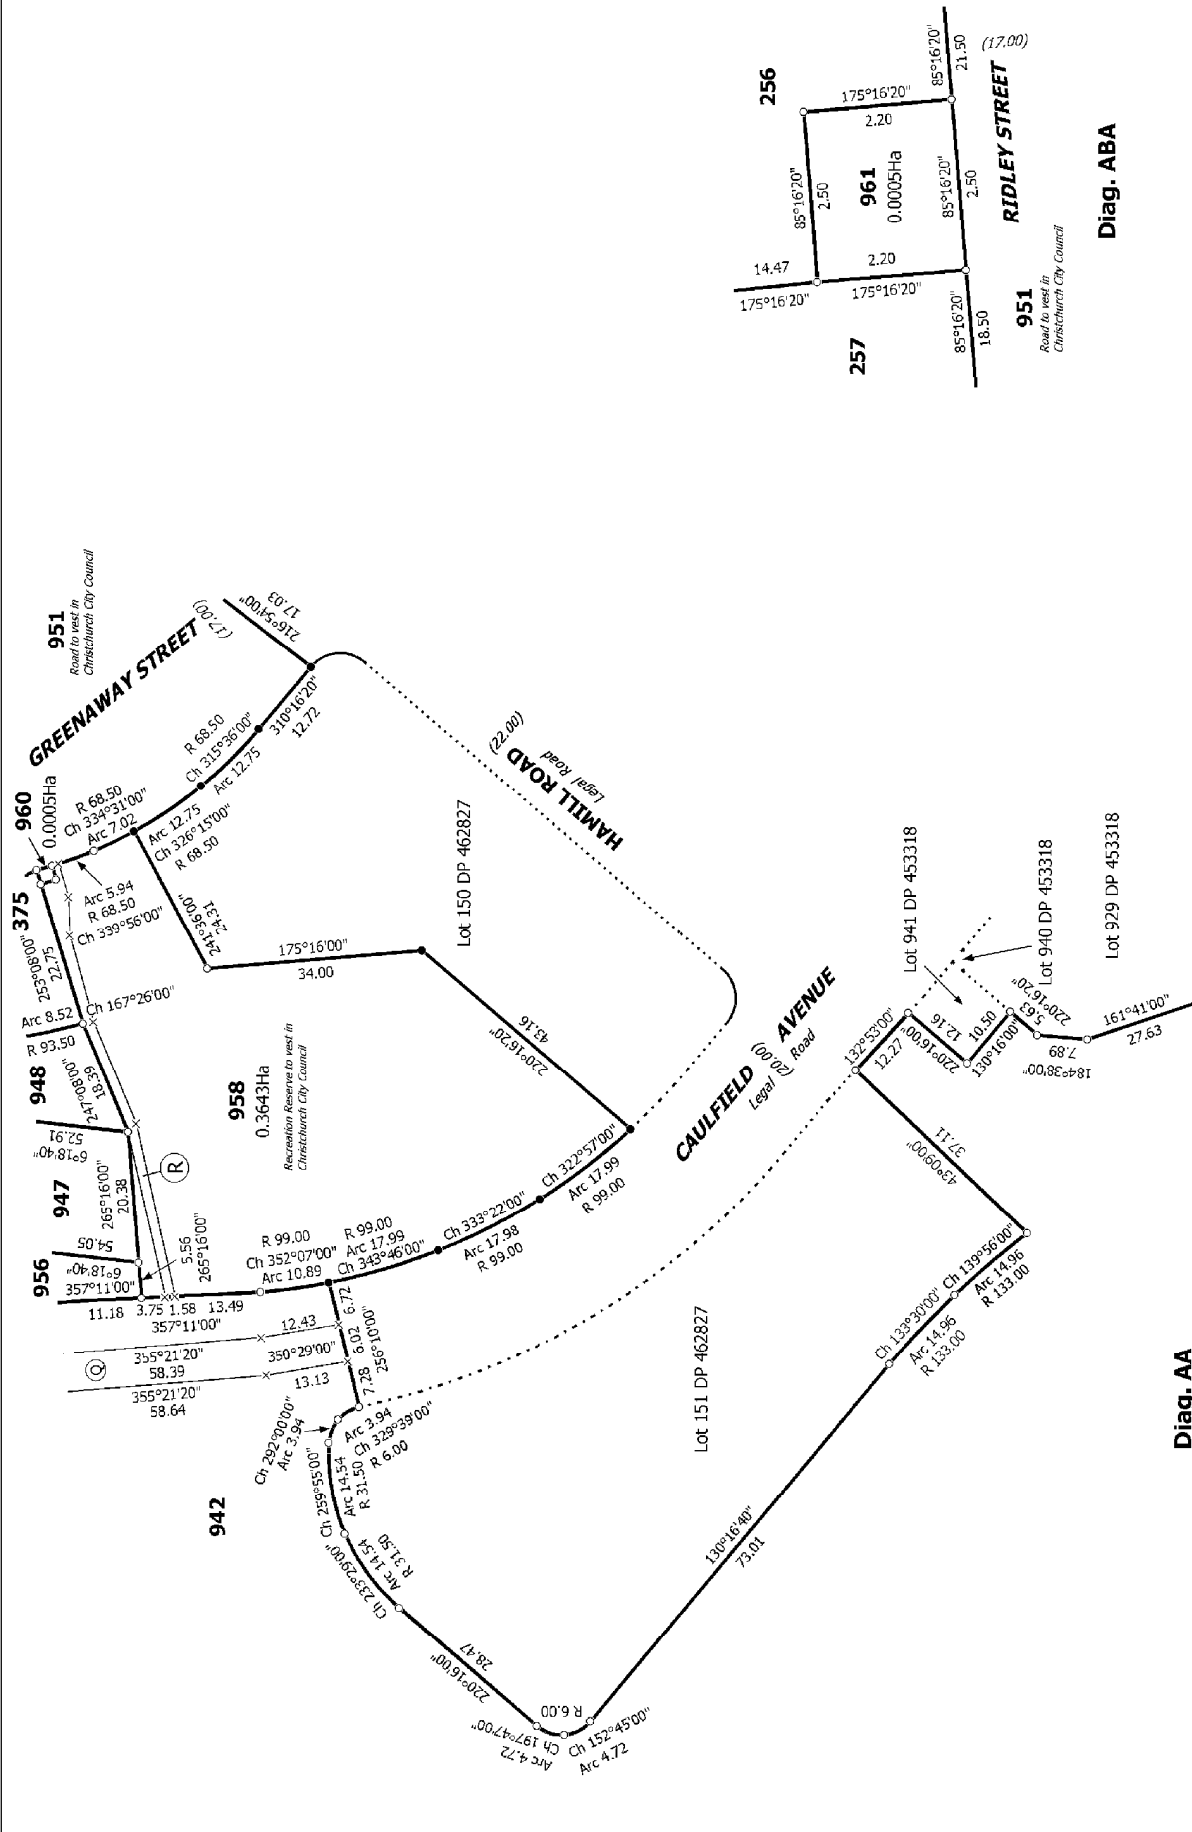 951
Road to vest in
Christchurch City Council
GREENAWAY STREET
(17.00)
216°54'00"
17.03
960
0.0005Ha
R 68.50
Ch 334°31'00"
Arc 7.02
R 68.50
Ch 315°36'00"
Arc 12.75
310°16'20"
12.72
Arc 12.75
Ch 326°15'00"
R 68.50
375
Arc 5.94
R 68.50
Ch 339°56'00"
253°08'00"
22.75
241°36'00"
24.31
175°16'00"
34.00
Lot 150 DP 462827
HAMILL ROAD
Legal Road
(22.00)
Arc 8.52
R 93.50
Ch 167°26'00"
948
247°08'00"
18.39
958
0.3643Ha
Recreation Reserve to vest in
Christchurch City Council
220°16'20"
43.16
52.91
6°18'40"
947
265°16'00"
20.38
R
54.05
6°18'40"
956
357°11'00"
5.56
265°16'00"
11.18
3.75
1.58
13.49
357°11'00"
R 99.00
Ch 352°07'00"
Arc 10.89
R 99.00
Arc 17.99
Ch 343°46'00"
Ch 333°22'00"
Arc 17.98
R 99.00
Ch 322°57'00"
Arc 17.99
R 99.00
CAULFIELD AVENUE
Legal Road
(20.00)
Q
355°21'20"
58.39
355°21'20"
58.64
12.43
350°29'00"
13.13
6.72
6.02
7.28
256°10'00"
Ch 292°00'00"
Arc 3.94
Arc 3.94
Ch 329°39'00"
R 6.00
942
Ch 259°55'00"
Arc 14.54
R 31.50
Ch 233°29'00"
Arc 14.54
R 31.50
220°16'00"
28.47
Ch 197°47'00"
Arc 4.72
R 6.00
Ch 152°45'00"
Arc 4.72
130°16'40"
73.01
Lot 151 DP 462827
Ch 133°30'00"
Arc 14.96
R 133.00
Ch 139°56'00"
Arc 14.96
R 133.00
43°09'00"
37.11
132°53'00"
12.27
220°16'00"
12.16
130°16'00"
10.50
220°16'20"
5.63
184°38'00"
7.89
161°41'00"
27.63
Lot 941 DP 453318
Lot 940 DP 453318
Lot 929 DP 453318
Diag. AA
256
85°16'20"
21.50
(17.00)
175°16'20"
2.20
85°16'20"
2.50
961
0.0005Ha
85°16'20"
2.50
RIDLEY STREET
14.47
175°16'20"
2.20
175°16'20"
257
85°16'20"
18.50
951
Road to vest in
Christchurch City Council
Diag. ABA